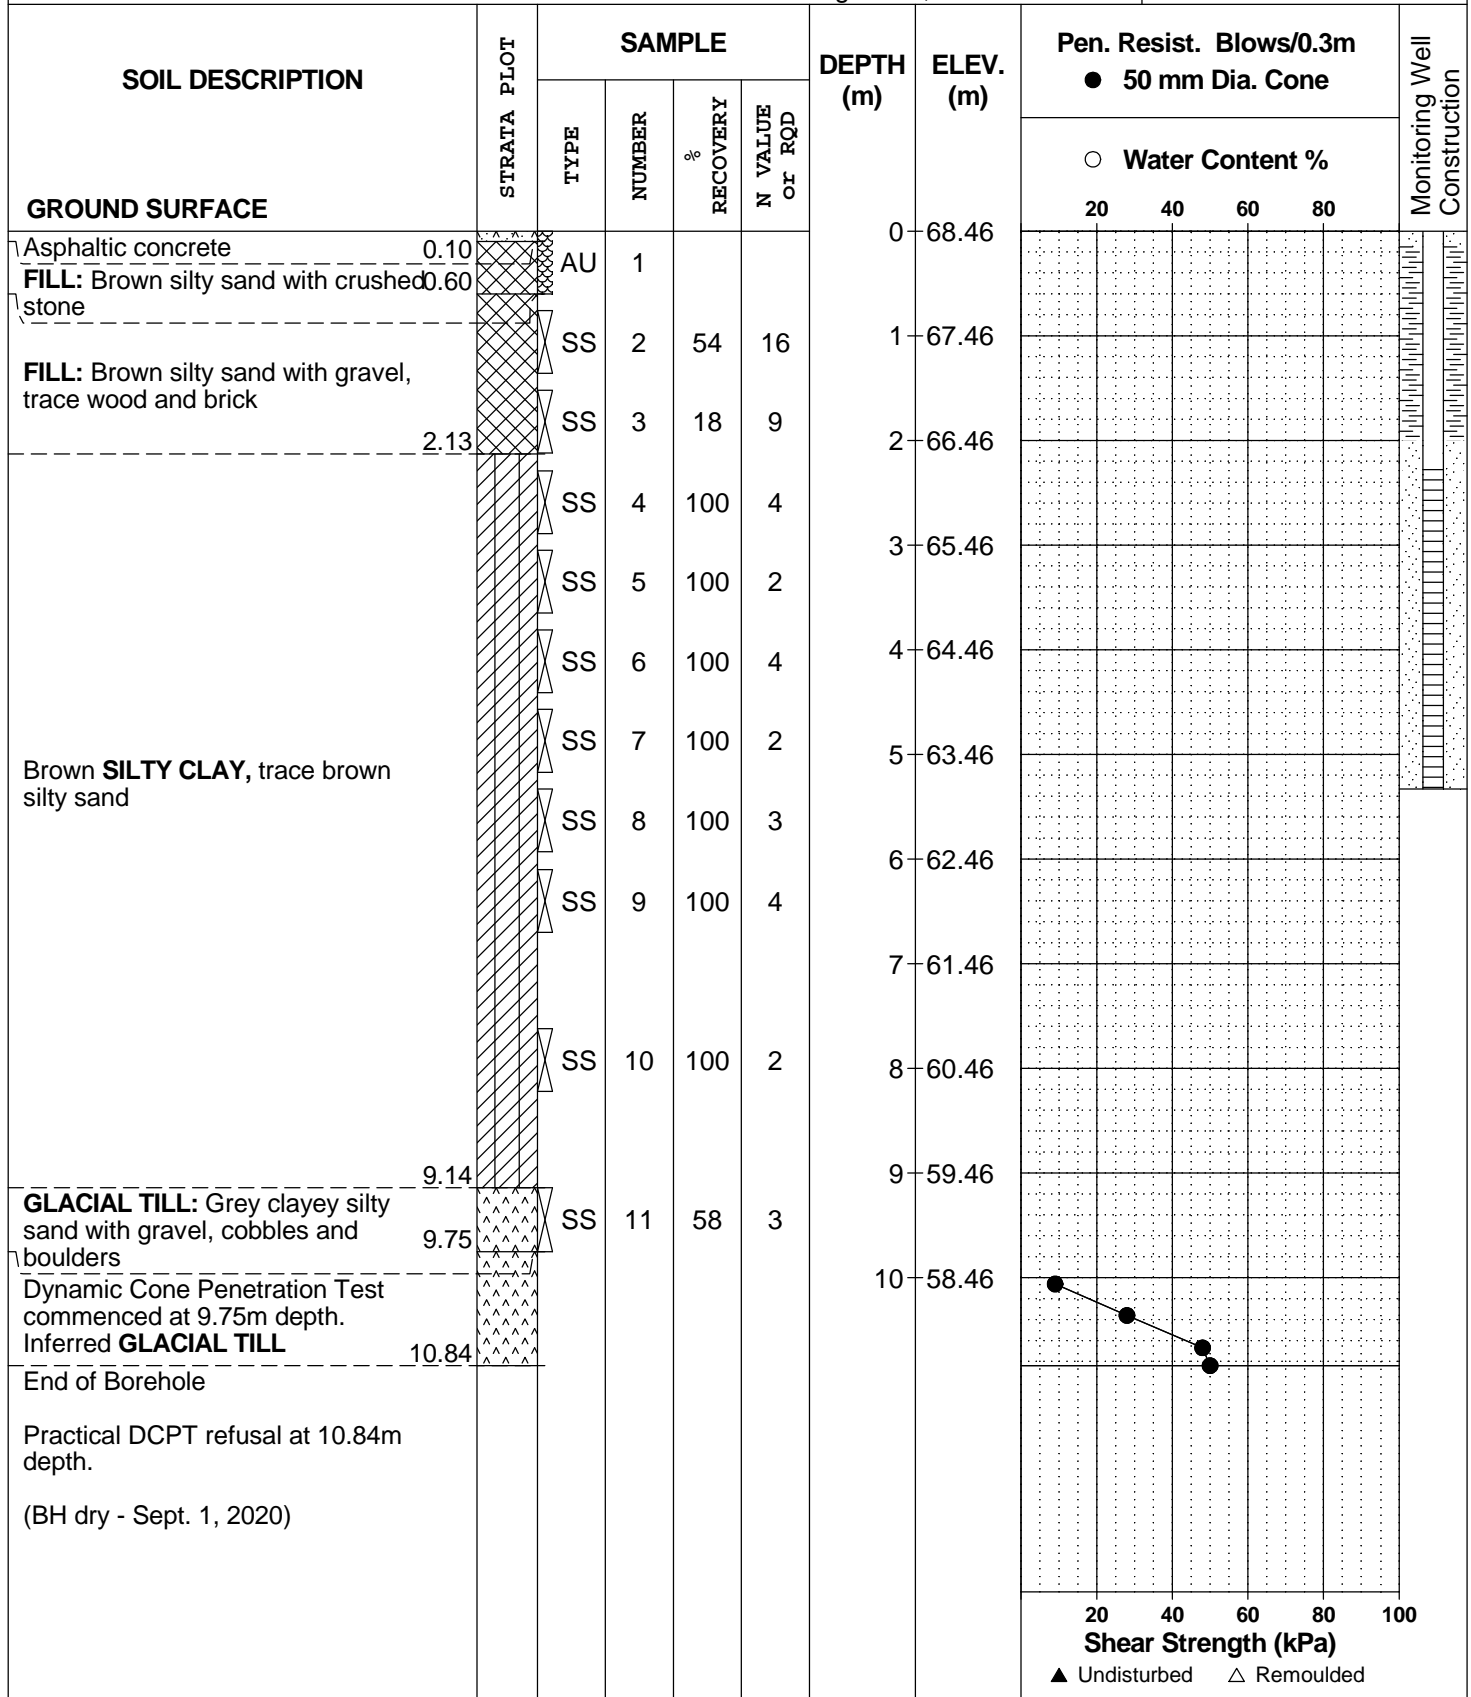 SOIL DESCRIPTION
GROUND SURFACE
STRATA PLOT
SAMPLE
TYPE
NUMBER
% RECOVERY
N VALUE or RQD
DEPTH (m)
ELEV. (m)
Pen. Resist. Blows/0.3m
● 50 mm Dia. Cone
○ Water Content %
20 40 60 80
Monitoring Well Construction
Asphaltic concrete 0.10
FILL: Brown silty sand with crushed 0.60
stone
FILL: Brown silty sand with gravel,
trace wood and brick
2.13
Brown SILTY CLAY, trace brown
silty sand
9.14
GLACIAL TILL: Grey clayey silty
sand with gravel, cobbles and
9.75
boulders
Dynamic Cone Penetration Test
commenced at 9.75m depth.
Inferred GLACIAL TILL
10.84
End of Borehole
Practical DCPT refusal at 10.84m
depth.
(BH dry - Sept. 1, 2020)
AU 1
SS 2 54 16
SS 3 18 9
SS 4 100 4
SS 5 100 2
SS 6 100 4
SS 7 100 2
SS 8 100 3
SS 9 100 4
SS 10 100 2
SS 11 58 3
0 68.46
1 67.46
2 66.46
3 65.46
4 64.46
5 63.46
6 62.46
7 61.46
8 60.46
9 59.46
10 58.46
20 40 60 80 100
Shear Strength (kPa)
▲ Undisturbed △ Remoulded